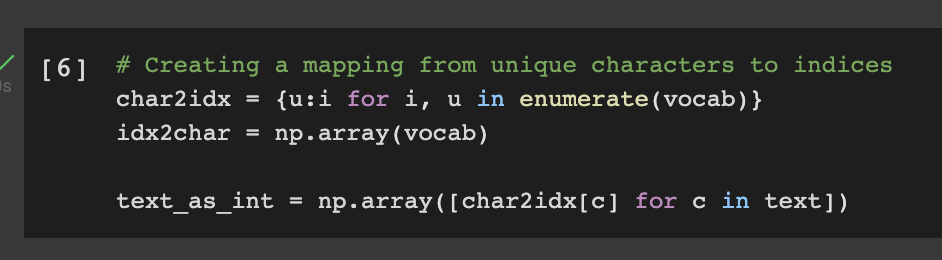 [6] # Creating a mapping from unique characters to indices
char2idx = {u:i for i, u in enumerate(vocab)}
idx2char = np.array(vocab)
text_as_int = np.array([char2idx[c] for c in text])